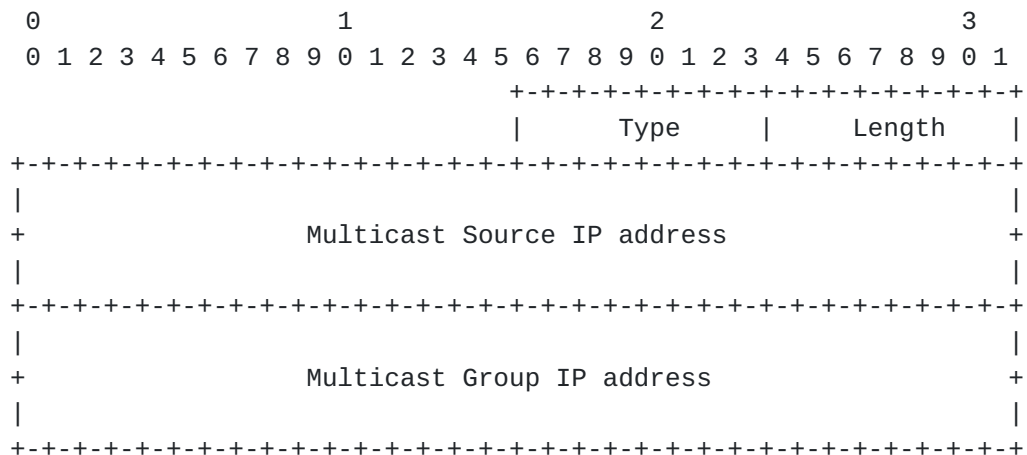 0                   1                   2                   3
 0 1 2 3 4 5 6 7 8 9 0 1 2 3 4 5 6 7 8 9 0 1 2 3 4 5 6 7 8 9 0 1
                                +-+-+-+-+-+-+-+-+-+-+-+-+-+-+-+-+
                                |      Type     |     Length    |
+-+-+-+-+-+-+-+-+-+-+-+-+-+-+-+-+-+-+-+-+-+-+-+-+-+-+-+-+-+-+-+-+
|                                                               |
+                  Multicast Source IP address                  +
|                                                               |
+-+-+-+-+-+-+-+-+-+-+-+-+-+-+-+-+-+-+-+-+-+-+-+-+-+-+-+-+-+-+-+-+
|                                                               |
+                  Multicast Group IP address                   +
|                                                               |
+-+-+-+-+-+-+-+-+-+-+-+-+-+-+-+-+-+-+-+-+-+-+-+-+-+-+-+-+-+-+-+-+